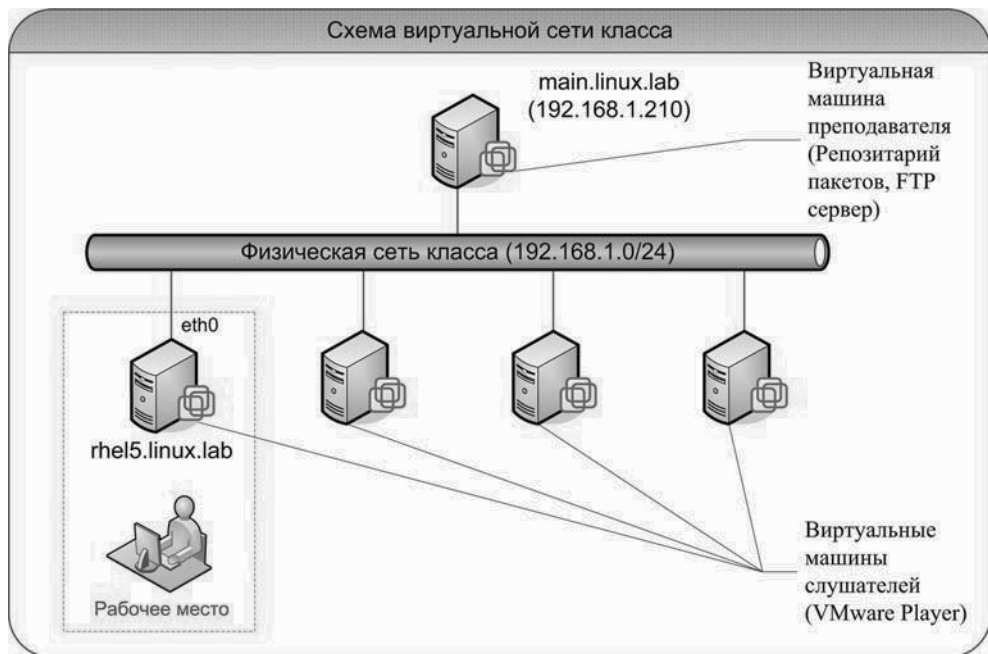 Схема виртуальной сети класса
main.linux.lab
(192.168.1.210)
Виртуальная
машина
преподавателя
(Репозитарий
пакетов, FTP
сервер)
Физическая сеть класса (192.168.1.0/24)
eth0
rhel5.linux.lab
Рабочее место
Виртуальные
машины
слушателей
(VMware Player)